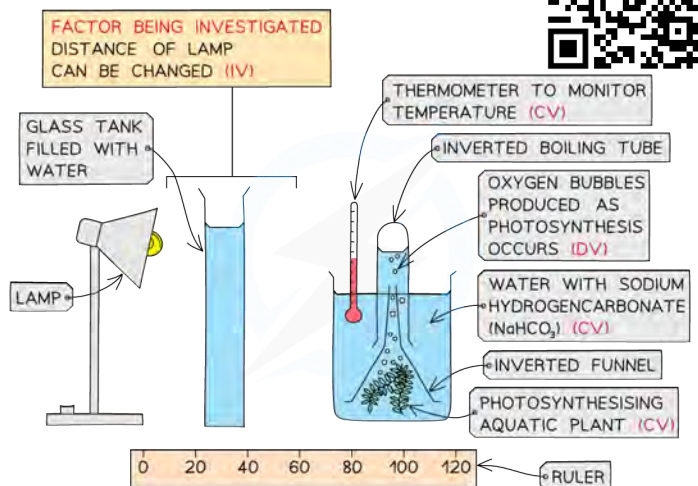 FACTOR BEING INVESTIGATED
DISTANCE OF LAMP
CAN BE CHANGED (IV)
GLASS TANK
FILLED WITH
WATER
LAMP
THERMOMETER TO MONITOR
TEMPERATURE (CV)
INVERTED BOILING TUBE
OXYGEN BUBBLES
PRODUCED AS
PHOTOSYNTHESIS
OCCURS (DV)
WATER WITH SODIUM
HYDROGENCARBONATE
(NaHCO₃) (CV)
INVERTED FUNNEL
PHOTOSYNTHESISING
AQUATIC PLANT (CV)
0 20 40 60 80 100 120
RULER